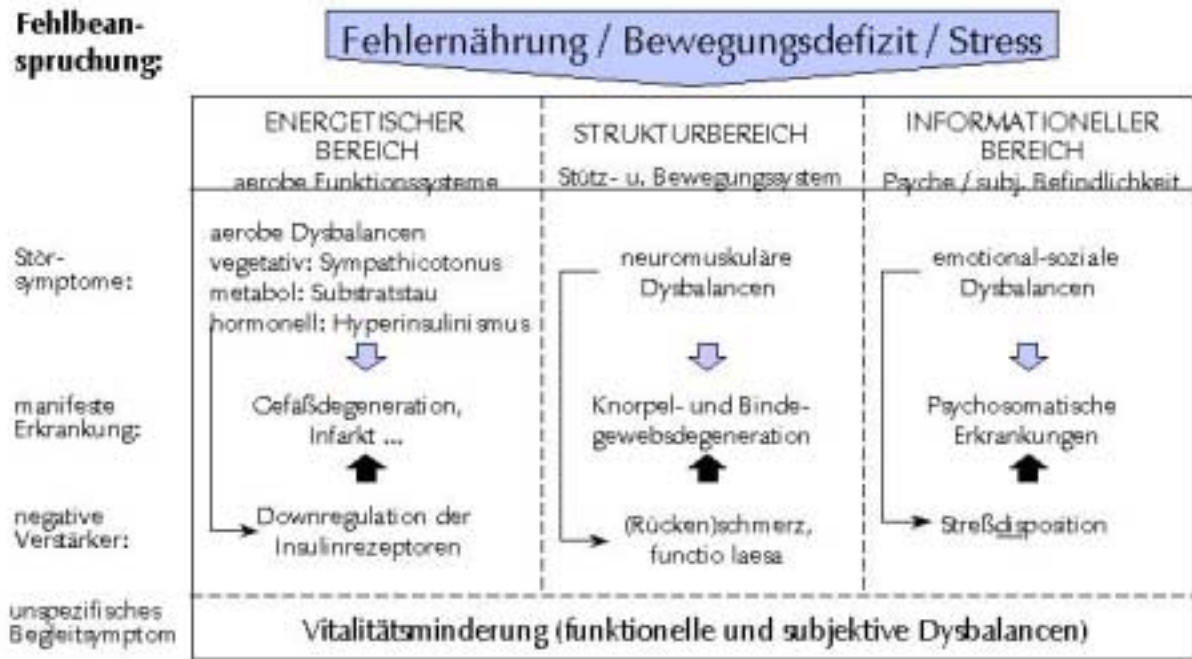 Fehlbean-
spruchung:
Fehlernährung / Bewegungsdefizit / Stress
ENERGETISCHER
BEREICH
aerobe Funktionssysteme
STRUKTURBEREICH
Stütz- u. Bewegungssystem
INFORMATIONELLER
BEREICH
Psyche / subj. Befindlichkeit
Stör-
symptome:
aerobe Dysbalancen
vegetativ: Sympathicotonus
metabol: Substratstau
hormonell: Hyperinsulinismus
neuromuskuläre
Dysbalancen
emotional-soziale
Dysbalancen
manifeste
Erkrankung:
Gefäßdegeneration,
Infarkt ...
Knorpel- und Binde-
gewebsdegeneration
Psychosomatische
Erkrankungen
negative
Verstärker:
Downregulation der
Insulinrezeptoren
(Rücken)schmerz,
functio laesa
Streßdisposition
unspezifisches
Begleitsymptom
Vitalitätsminderung (funktionelle und subjektive Dysbalancen)